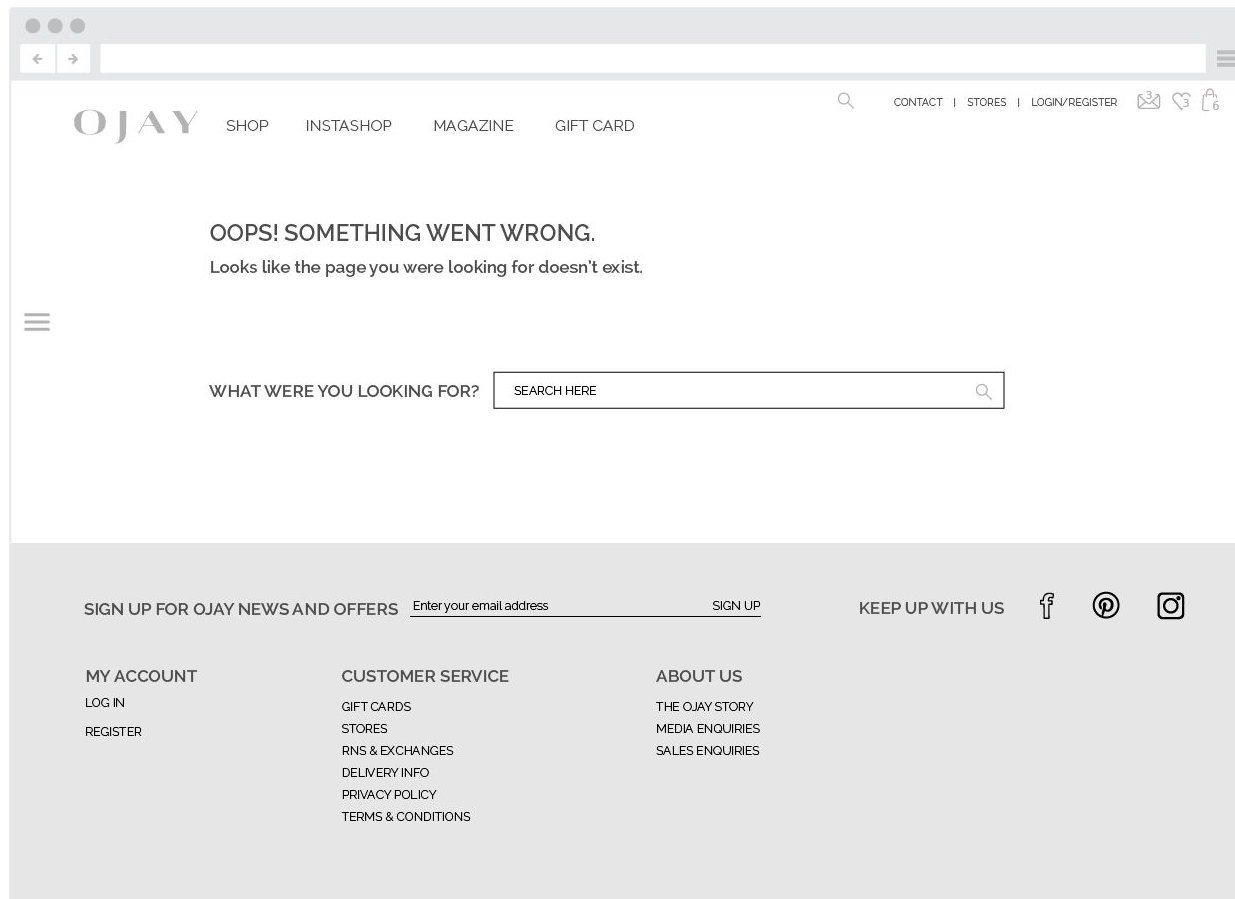 CONTACT | STORES | LOGIN/REGISTER 3 3 6
OJAY SHOP INSTASHOP MAGAZINE GIFT CARD
OOPS! SOMETHING WENT WRONG.
Looks like the page you were looking for doesn't exist.
WHAT WERE YOU LOOKING FOR? SEARCH HERE
SIGN UP FOR OJAY NEWS AND OFFERS Enter your email address SIGN UP KEEP UP WITH US
MY ACCOUNT
LOG IN
REGISTER
CUSTOMER SERVICE
GIFT CARDS
STORES
RNS & EXCHANGES
DELIVERY INFO
PRIVACY POLICY
TERMS & CONDITIONS
ABOUT US
THE OJAY STORY
MEDIA ENQUIRIES
SALES ENQUIRIES